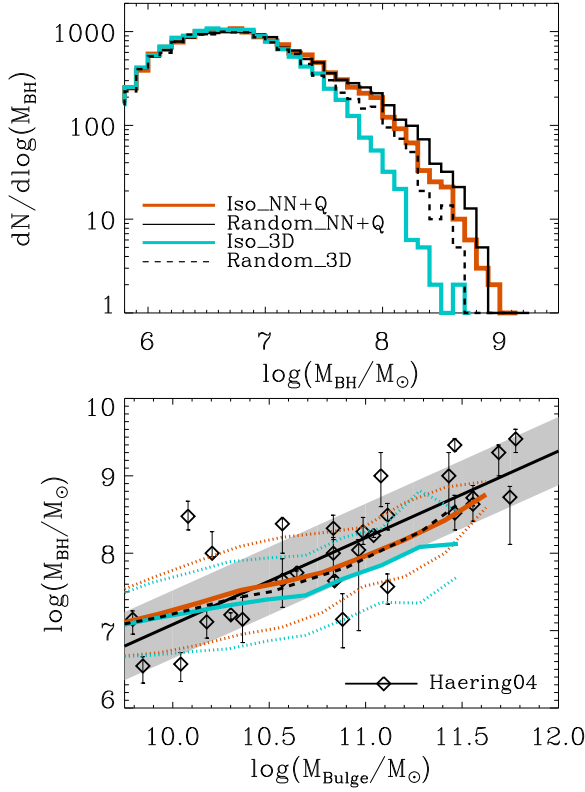 1000
100
10
1
dN/dlog(M_BH)
Iso_NN+Q
Random_NN+Q
Iso_3D
Random_3D
6 7 8 9
log(M_BH/M_⊙)
10
9
8
7
6
log(M_BH/M_⊙)
Haering04
10.0 10.5 11.0 11.5 12.0
log(M_Bulge/M_⊙)